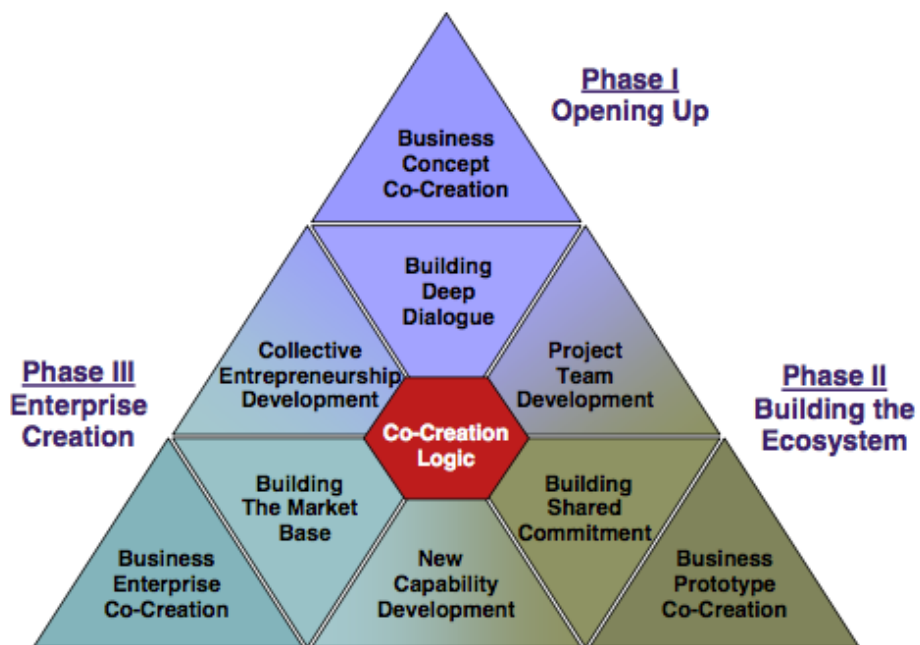 Phase I
Opening Up
Business
Concept
Co-Creation
Building
Deep
Dialogue
Phase III
Enterprise
Creation
Collective
Entrepreneurship
Development
Project
Team
Development
Phase II
Building the
Ecosystem
Co-Creation
Logic
Building
The Market
Base
Building
Shared
Commitment
Business
Enterprise
Co-Creation
New
Capability
Development
Business
Prototype
Co-Creation